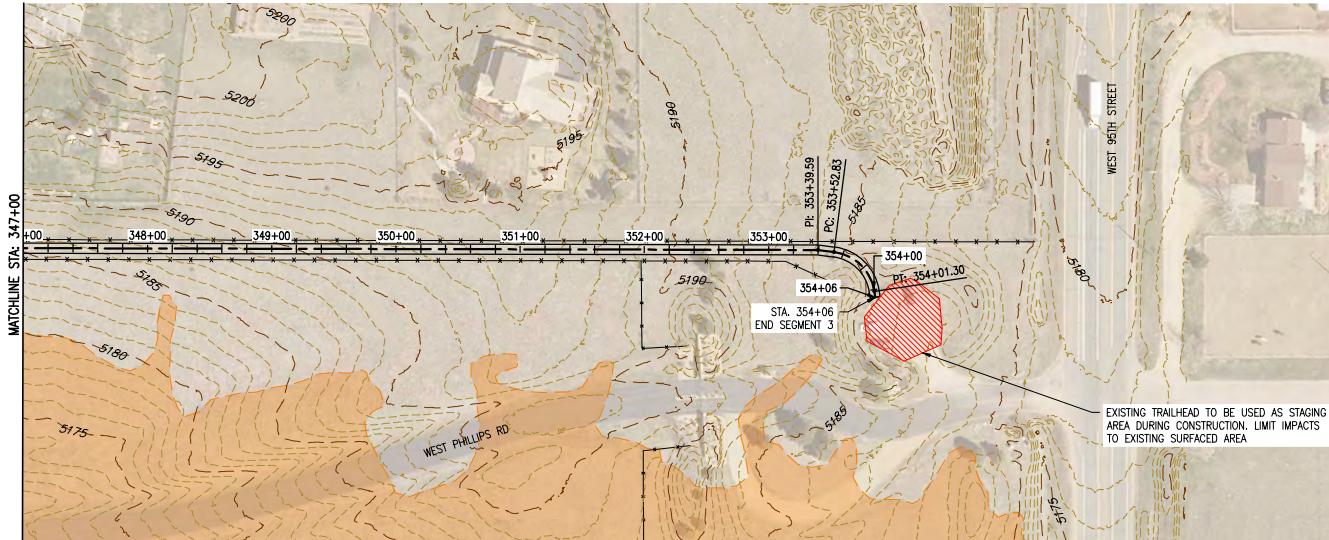 5200
5200
5195
5195
5190
5190
WEST 95TH STREET
PI: 353+39.59
PC: 353+52.83
5185
5180
MATCHLINE STA: 347+00
+00
348+00
349+00
350+00
351+00
352+00
353+00
354+00
PT: 354+01.30
354+06
5185
5190
STA. 354+06
END SEGMENT 3
5180
5185
EXISTING TRAILHEAD TO BE USED AS STAGING
AREA DURING CONSTRUCTION. LIMIT IMPACTS
TO EXISTING SURFACED AREA
5175
WEST PHILLIPS RD
5175